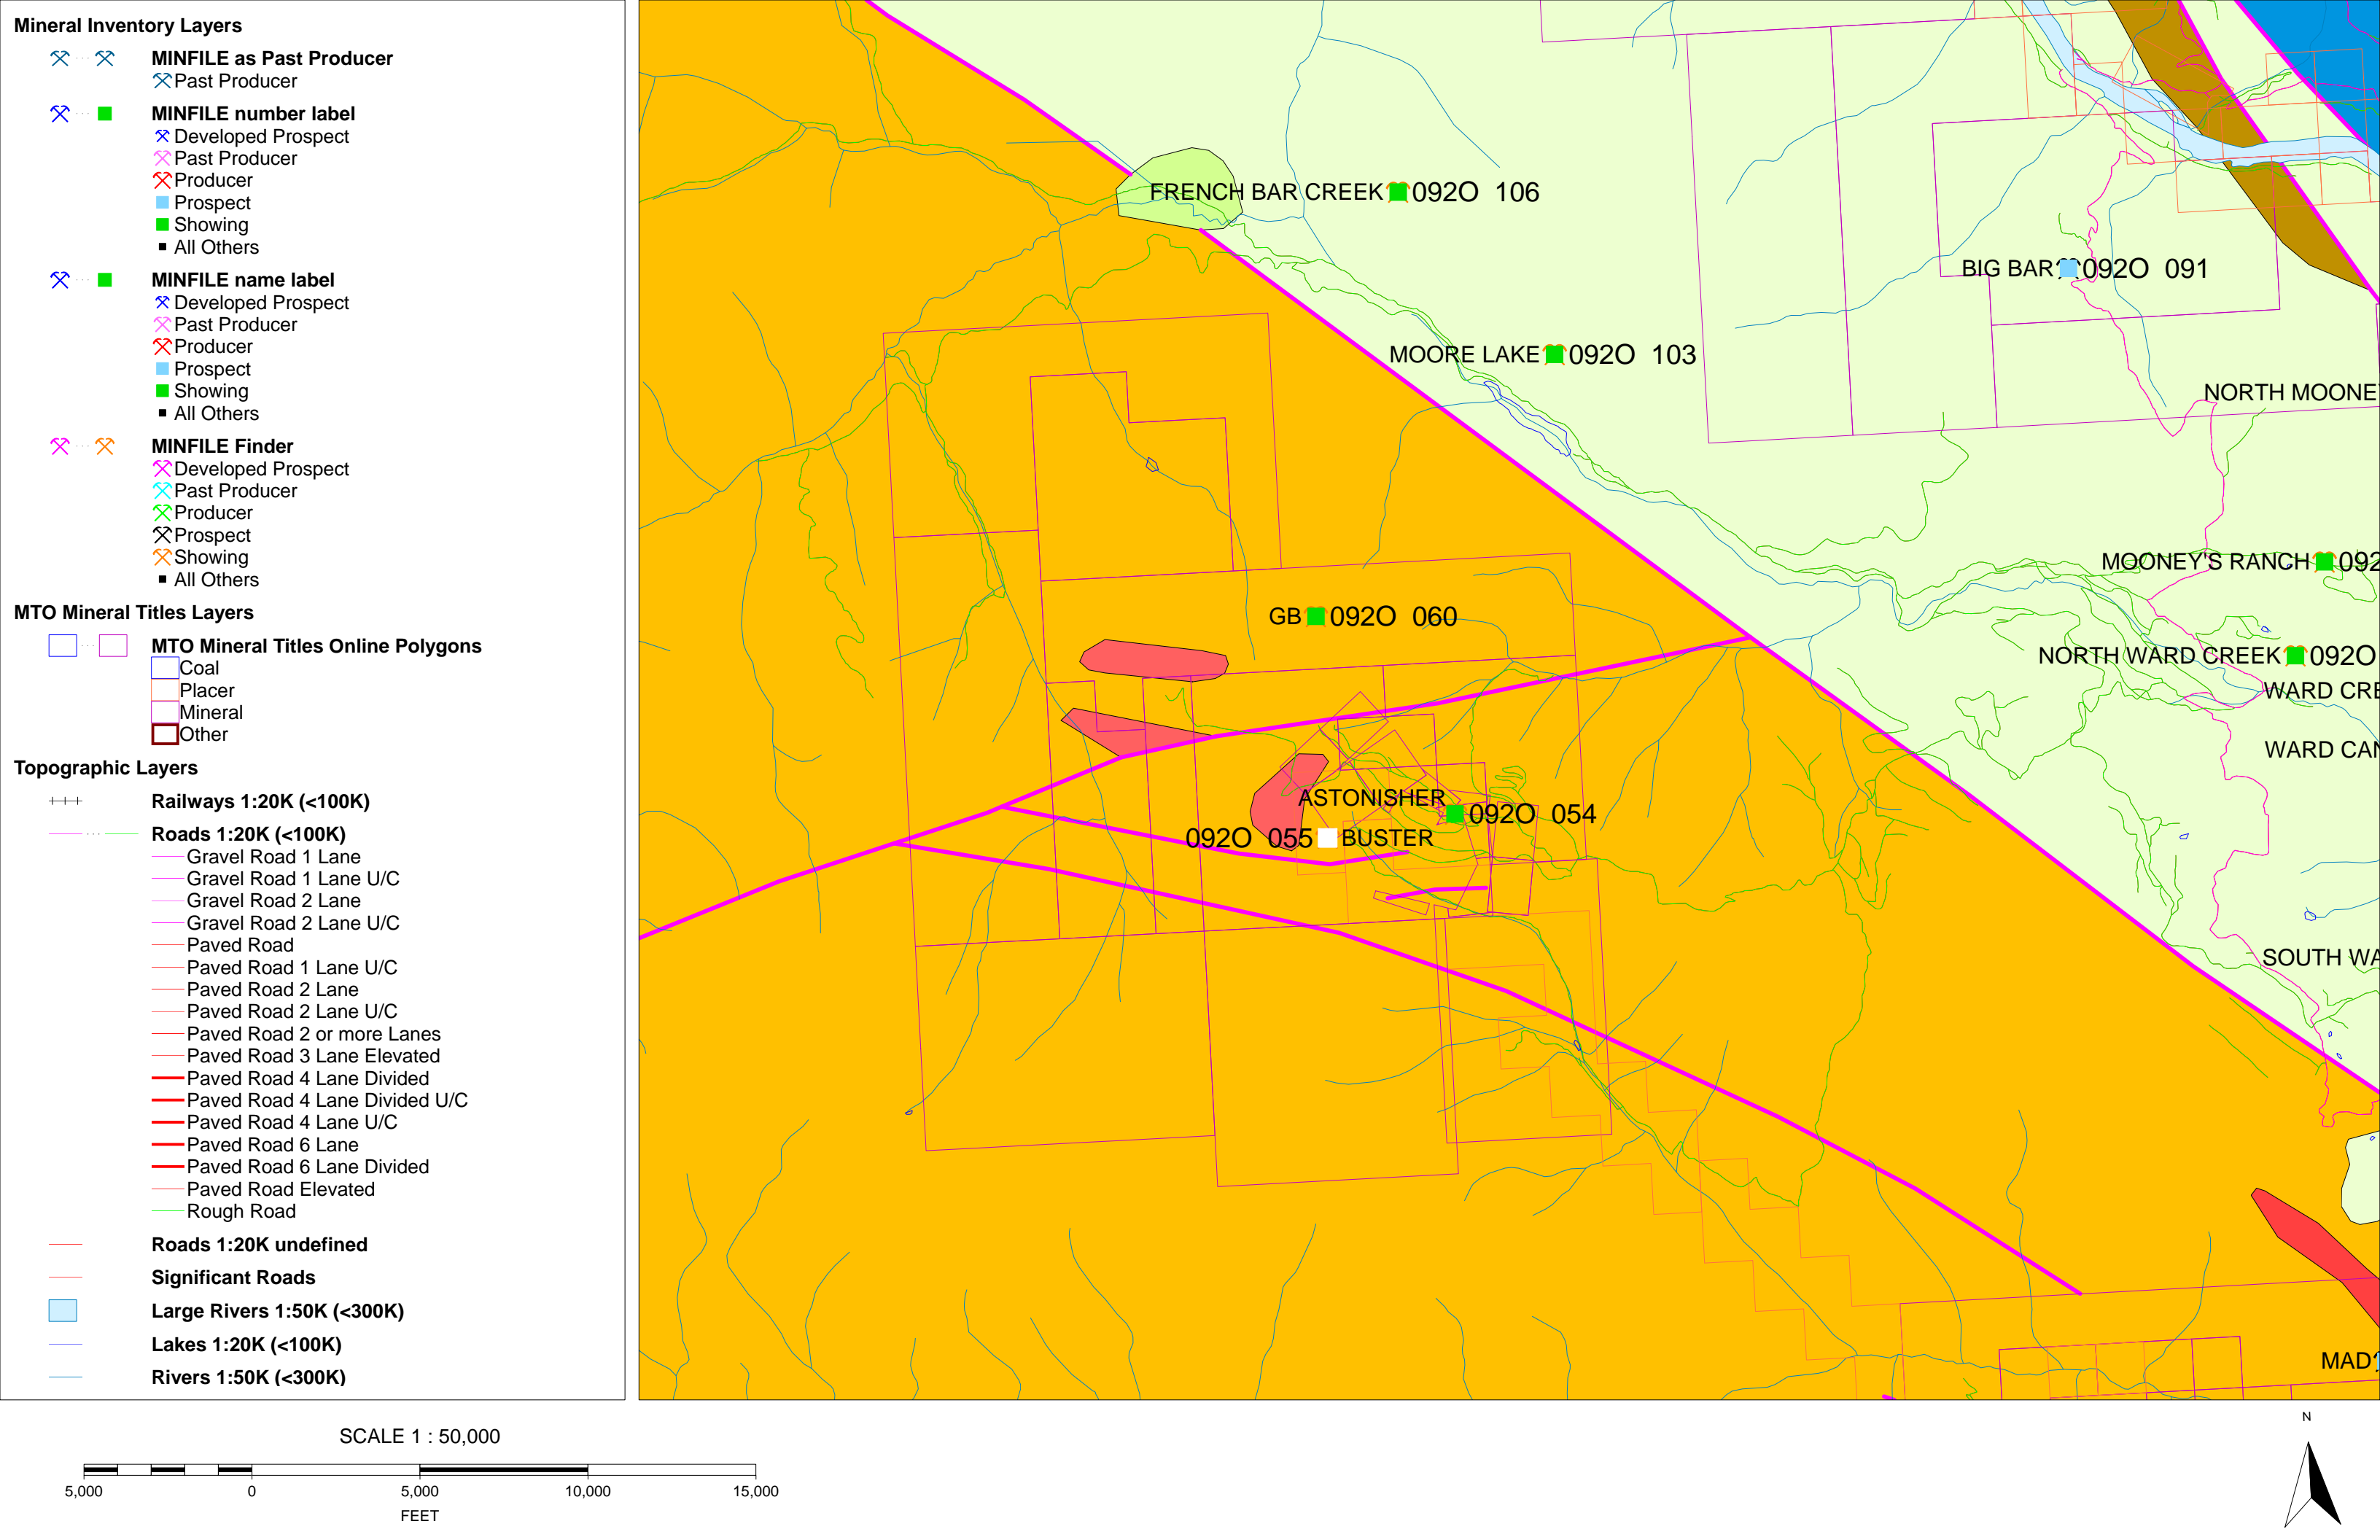 Mineral Inventory Layers
MINFILE as Past Producer
Past Producer
MINFILE number label
Developed Prospect
Past Producer
Producer
Prospect
Showing
All Others
MINFILE name label
Developed Prospect
Past Producer
Producer
Prospect
Showing
All Others
MINFILE Finder
Developed Prospect
Past Producer
Producer
Prospect
Showing
All Others
MTO Mineral Titles Layers
MTO Mineral Titles Online Polygons
Coal
Placer
Mineral
Other
Topographic Layers
Railways 1:20K (<100K)
Roads 1:20K (<100K)
Gravel Road 1 Lane
Gravel Road 1 Lane U/C
Gravel Road 2 Lane
Gravel Road 2 Lane U/C
Paved Road
Paved Road 1 Lane U/C
Paved Road 2 Lane
Paved Road 2 Lane U/C
Paved Road 2 or more Lanes
Paved Road 3 Lane Elevated
Paved Road 4 Lane Divided
Paved Road 4 Lane Divided U/C
Paved Road 4 Lane U/C
Paved Road 6 Lane
Paved Road 6 Lane Divided
Paved Road Elevated
Rough Road
Roads 1:20K undefined
Significant Roads
Large Rivers 1:50K (<300K)
Lakes 1:20K (<100K)
Rivers 1:50K (<300K)
FRENCH BAR CREEK 092O 106
BIG BAR 092O 091
MOORE LAKE 092O 103
NORTH MOONE
MOONEY'S RANCH 092
GB 092O 060
NORTH WARD CREEK 092O
WARD CRE
WARD CAN
ASTONISHER 092O 054
092O 055 BUSTER
SOUTH WA
MAD
SCALE 1 : 50,000
5,000 0 5,000 10,000 15,000
FEET
N